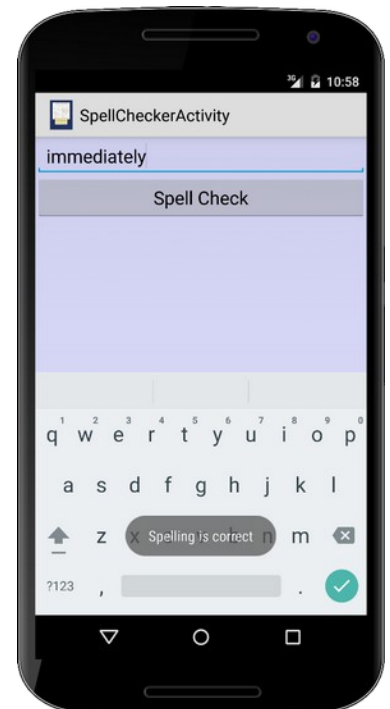 3G 10:58
SpellCheckerActivity
immediately
Spell Check
1 2 3 4 5 6 7 8 9 0
q w e r t y u i o p
a s d f g h j k l
z x n m
Spelling is correct
?123 , .